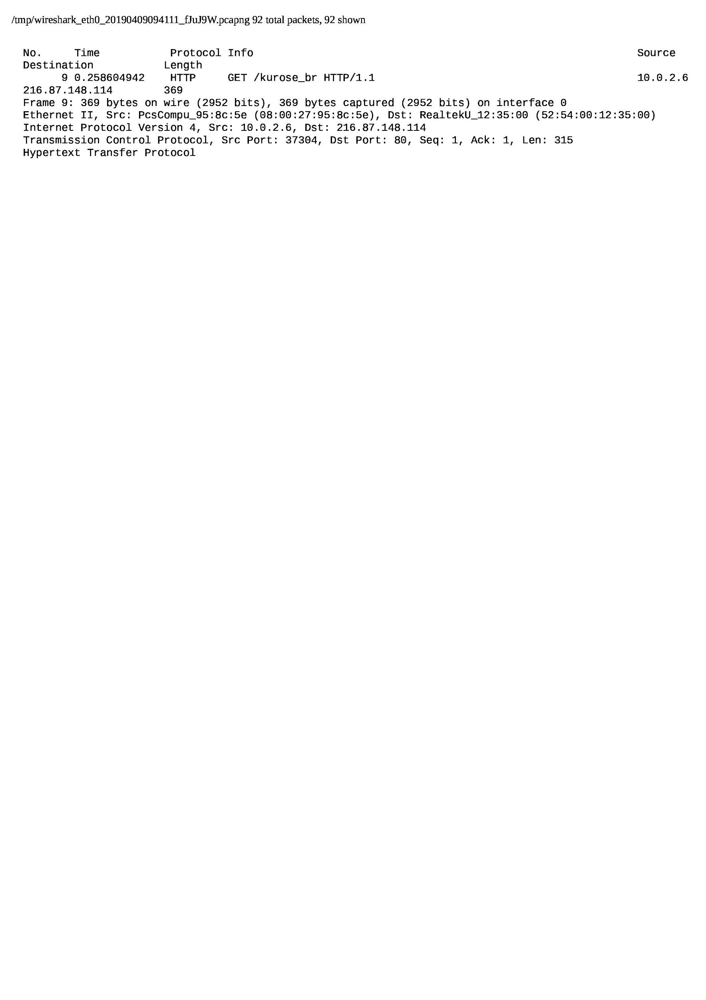 /tmp/wireshark_eth0_20190409094111_fJuJ9W.pcapng 92 total packets, 92 shown
No. Time Protocol Info Source
Destination Length
9 0.258604942 HTTP GET /kurose_br HTTP/1.1 10.0.2.6
216.87.148.114 369
Frame 9: 369 bytes on wire (2952 bits), 369 bytes captured (2952 bits) on interface 0
Ethernet II, Src: PcsCompu_95:8c:5e (08:00:27:95:8c:5e), Dst: RealtekU_12:35:00 (52:54:00:12:35:00)
Internet Protocol Version 4, Src: 10.0.2.6, Dst: 216.87.148.114
Transmission Control Protocol, Src Port: 37304, Dst Port: 80, Seq: 1, Ack: 1, Len: 315
Hypertext Transfer Protocol